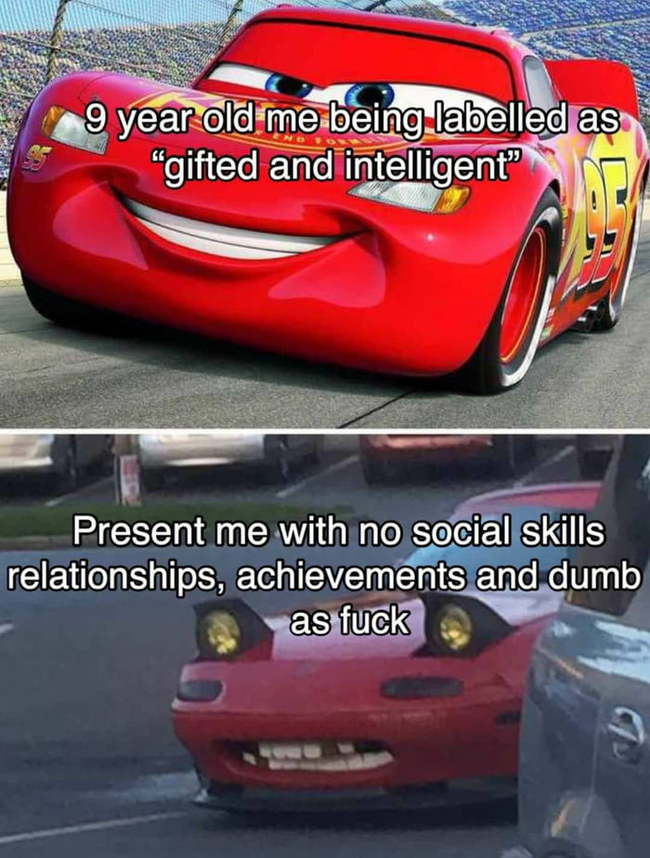 9 year old me being labelled as
“gifted and intelligent”
95
95
Present me with no social skills
relationships, achievements and dumb
as fuck